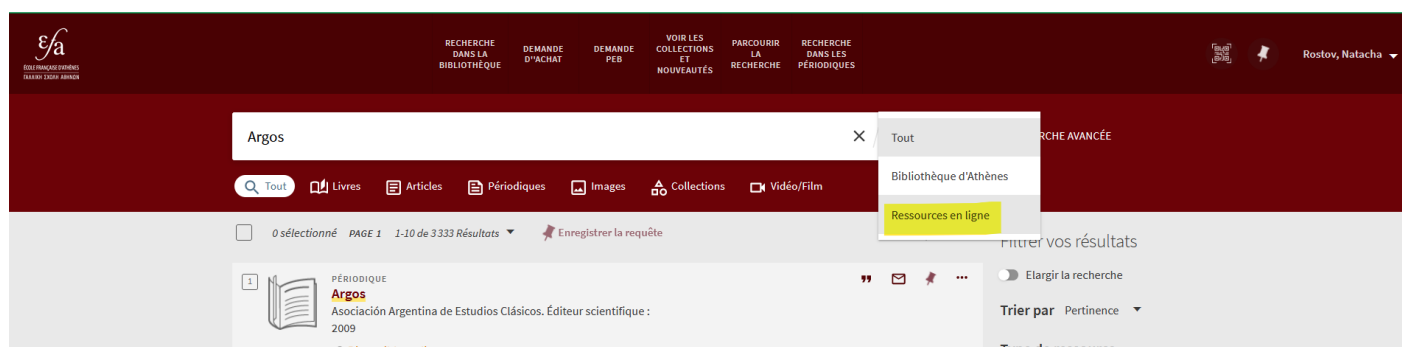 εfa
ÉCOLE FRANÇAISE D'ATHÈNES
ΓΑΛΛΙΚΗ ΣΧΟΛΗ ΑΘΗΝΩΝ
RECHERCHE
DANS LA
BIBLIOTHÈQUE
DEMANDE
D''ACHAT
DEMANDE
PEB
VOIR LES
COLLECTIONS
ET
NOUVEAUTÉS
PARCOURIR
LA
RECHERCHE
RECHERCHE
DANS LES
PÉRIODIQUES
Rostov, Natacha
Argos
Tout
Bibliothèque d'Athènes
Ressources en ligne
RCHE AVANCÉE
Tout Livres Articles Périodiques Images Collections Vidéo/Film
0 sélectionné PAGE 1 1-10 de 3 333 Résultats Enregistrer la requête
Filtrer vos résultats
1
PÉRIODIQUE
Argos
Asociación Argentina de Estudios Clásicos. Éditeur scientifique :
2009
Elargir la recherche
Trier par Pertinence